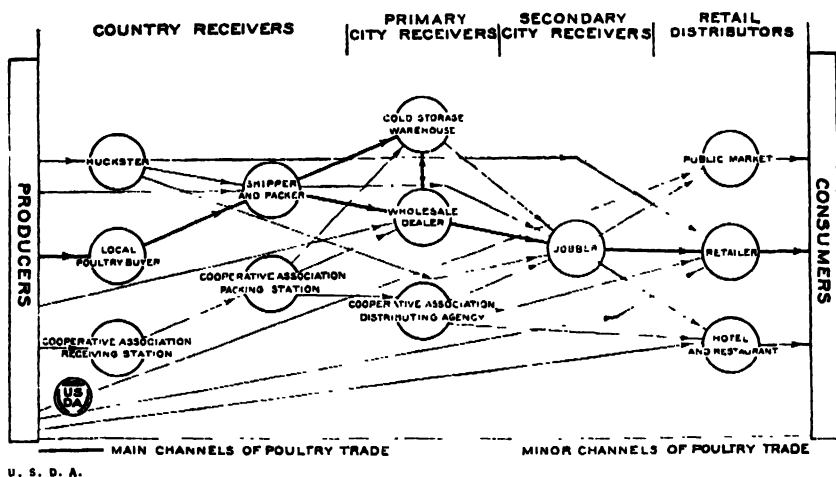 COUNTRY RECEIVERS
PRIMARY
CITY RECEIVERS
SECONDARY
CITY RECEIVERS
RETAIL
DISTRIBUTORS
PRODUCERS
HUCKSTER
LOCAL
POULTRY BUYER
COOPERATIVE ASSOCIATION
RECEIVING STATION
SHIPPER
AND PACKER
COOPERATIVE ASSOCIATION
PACKING STATION
COLD STORAGE
WAREHOUSE
WHOLESALE
DEALER
COOPERATIVE ASSOCIATION
DISTRIBUTING AGENCY
JOBBER
PUBLIC MARKET
RETAILER
HOTEL
AND RESTAURANT
CONSUMERS
US
DA
MAIN CHANNELS OF POULTRY TRADE
MINOR CHANNELS OF POULTRY TRADE
U. S. D. A.